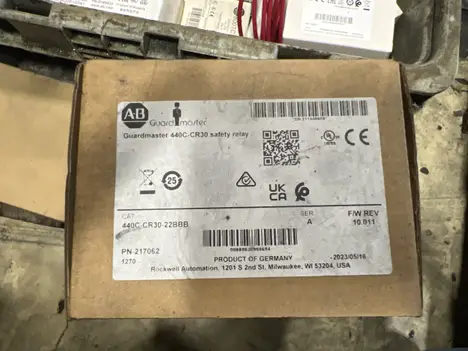 AB
Guardmaster
Guardmaster 440C-CR30 safety relay
25
UK
CA
CE
CAT
440C-CR30-22BBB
SER
A
F/W REV
10.011
PN-217062
1270
PRODUCT OF GERMANY
2023/05/16
Rockwell Automation, 1201 S 2nd St, Milwaukee, WI 53204, USA